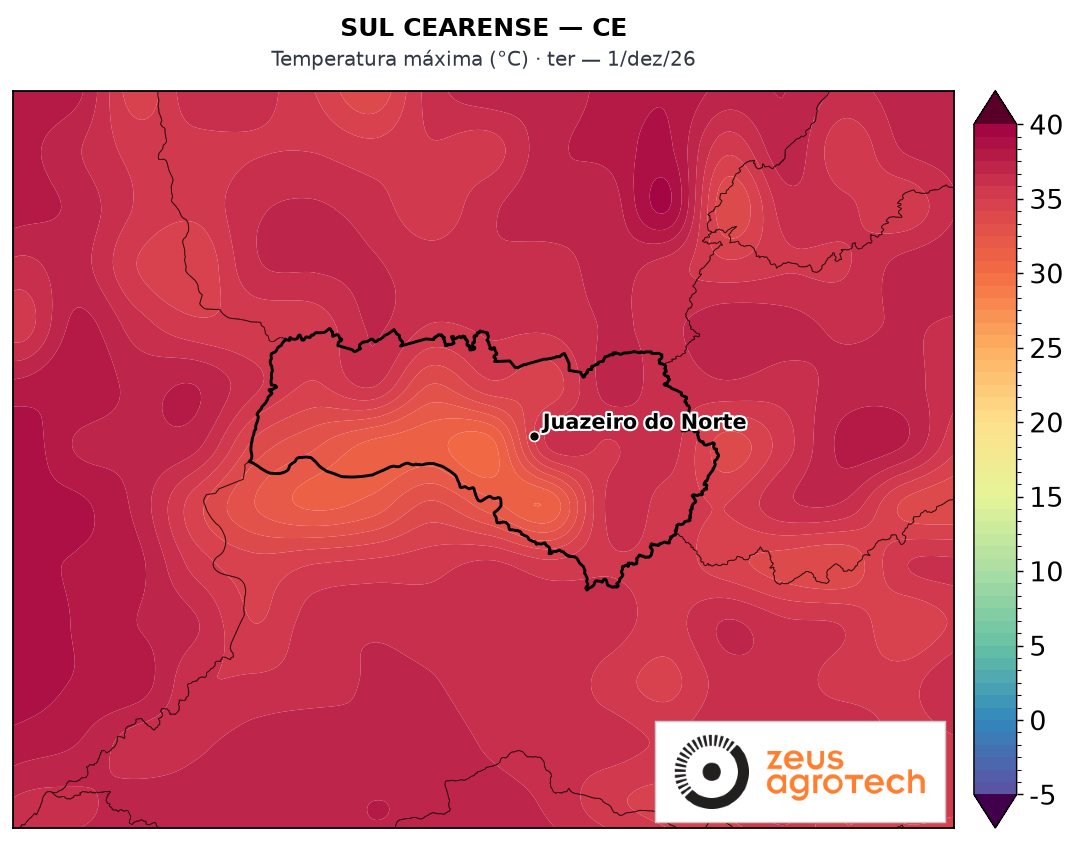 SUL CEARENSE — CE
Temperatura máxima (°C) · ter — 1/dez/26
Juazeiro do Norte
40
35
30
25
20
15
10
5
0
-5
zeus
agrotech